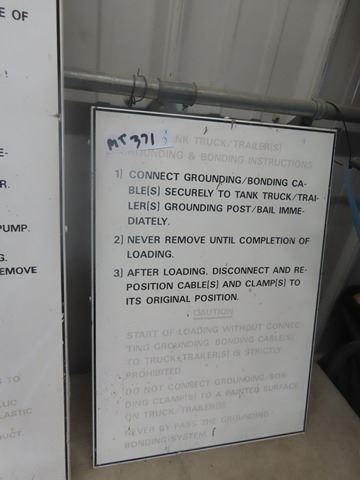 E OF
E-
R.
PUMP.
G.
EMOVE
S TO
LIC
LASTIC
DUCT.
MT 371
NK TRUCK/TRAILER(S)
GROUNDING & BONDING INSTRUCTIONS
1) CONNECT GROUNDING/BONDING CA-
BLE(S) SECURELY TO TANK TRUCK/TRAI-
LER(S) GROUNDING POST/BAIL IMME-
DIATELY.
2) NEVER REMOVE UNTIL COMPLETION OF
LOADING.
3) AFTER LOADING. DISCONNECT AND RE-
POSITION CABLE(S) AND CLAMP(S) TO
ITS ORIGINAL POSITION.
CAUTION
START OF LOADING WITHOUT CONNEC-
TING GROUNDING BONDING CABLE(S)
TO TRUCK/TRAILER(S) IS STRICTLY
PROHIBITED.
DO NOT CONNECT GROUNDING/BON-
DING CLAMP(S) TO A PAINTED SURFACE
ON TRUCK/TRAILER(S)
NEVER BY-PASS THE GROUNDING-
BONDING-SYSTEM.